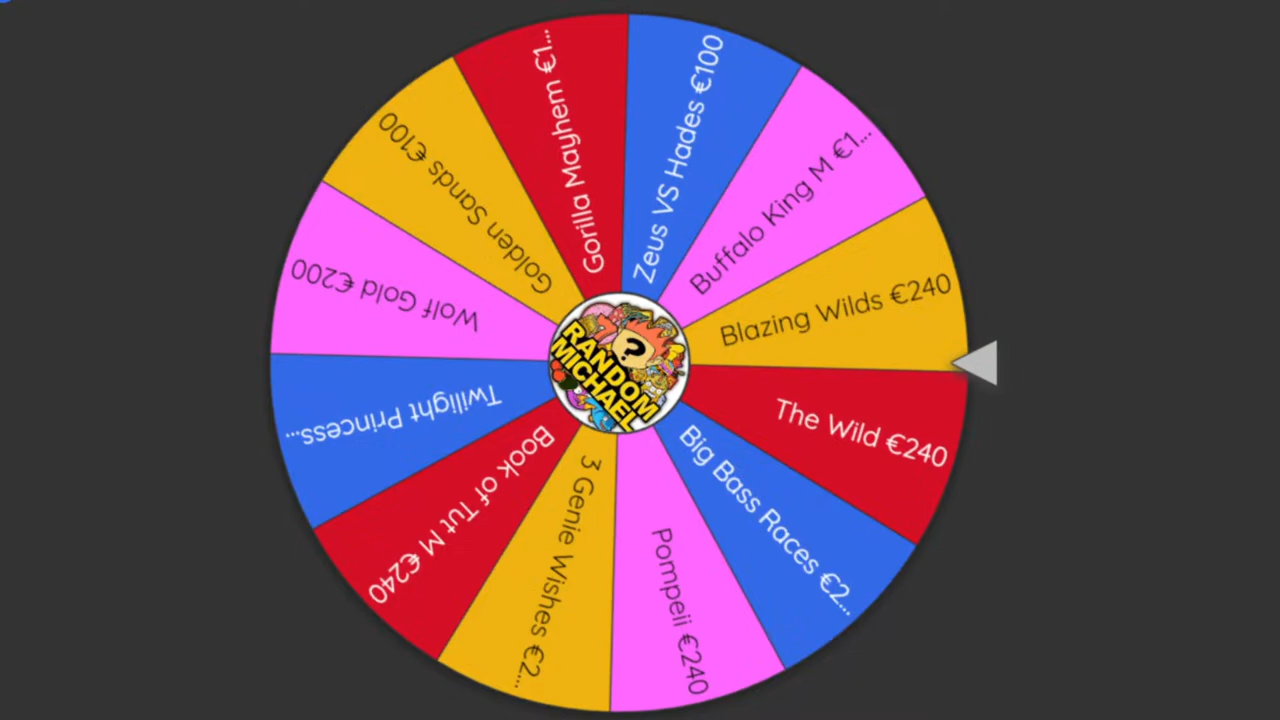 Zeus VS Hades €100
Buffalo King M €1...
Blazing Wilds €240
The Wild €240
Big Bass Races €2...
Pompeii €240
3 Genie Wishes €2...
Book of Tut M €240
Twilight Princess...
Wolf Gold €200
Golden Sands €100
Gorilla Mayhem €1...
?
RANDOM
MICHAEL